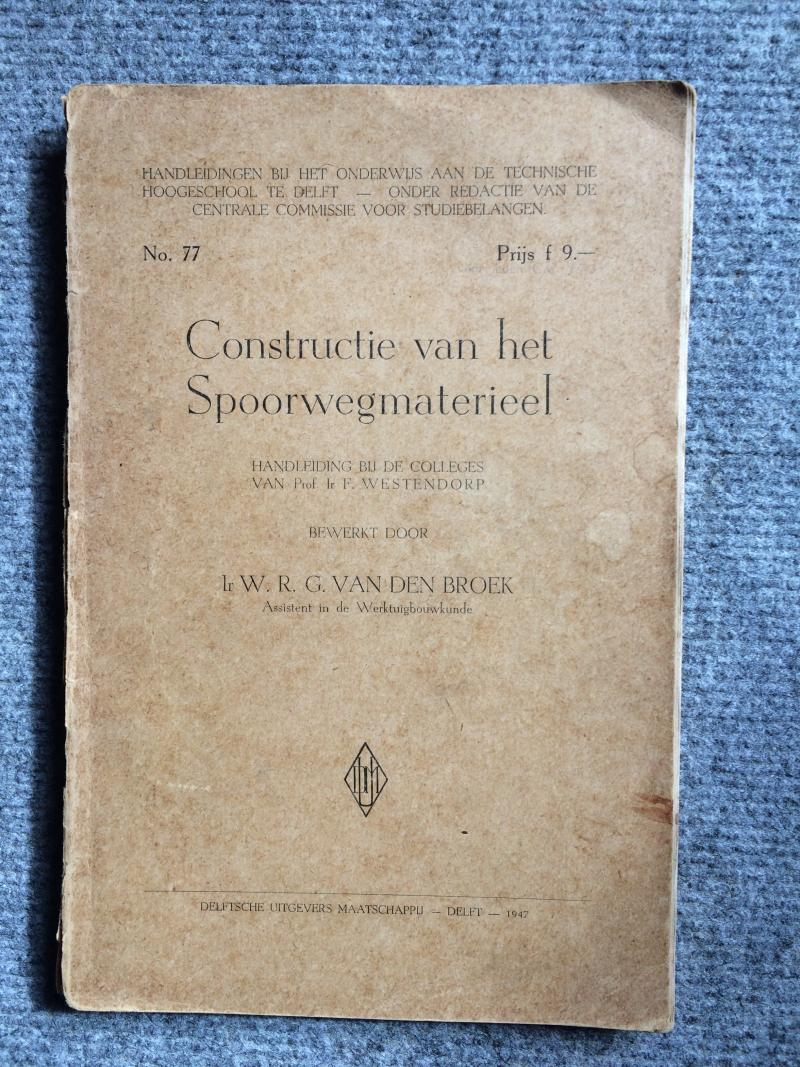 HANDLEIDINGEN BIJ HET ONDERWIJS AAN DE TECHNISCHE
HOOGESCHOOL TE DELFT — ONDER REDACTIE VAN DE
CENTRALE COMMISSIE VOOR STUDIEBELANGEN.
No. 77 Prijs f 9.—
Constructie van het
Spoorwegmaterieel
HANDLEIDING BIJ DE COLLEGES
VAN Prof. Ir F. WESTENDORP
BEWERKT DOOR
Ir W. R. G. VAN DEN BROEK
Assistent in de Werktuigbouwkunde
DUM
DELFTSCHE UITGEVERS MAATSCHAPPIJ — DELFT — 1947